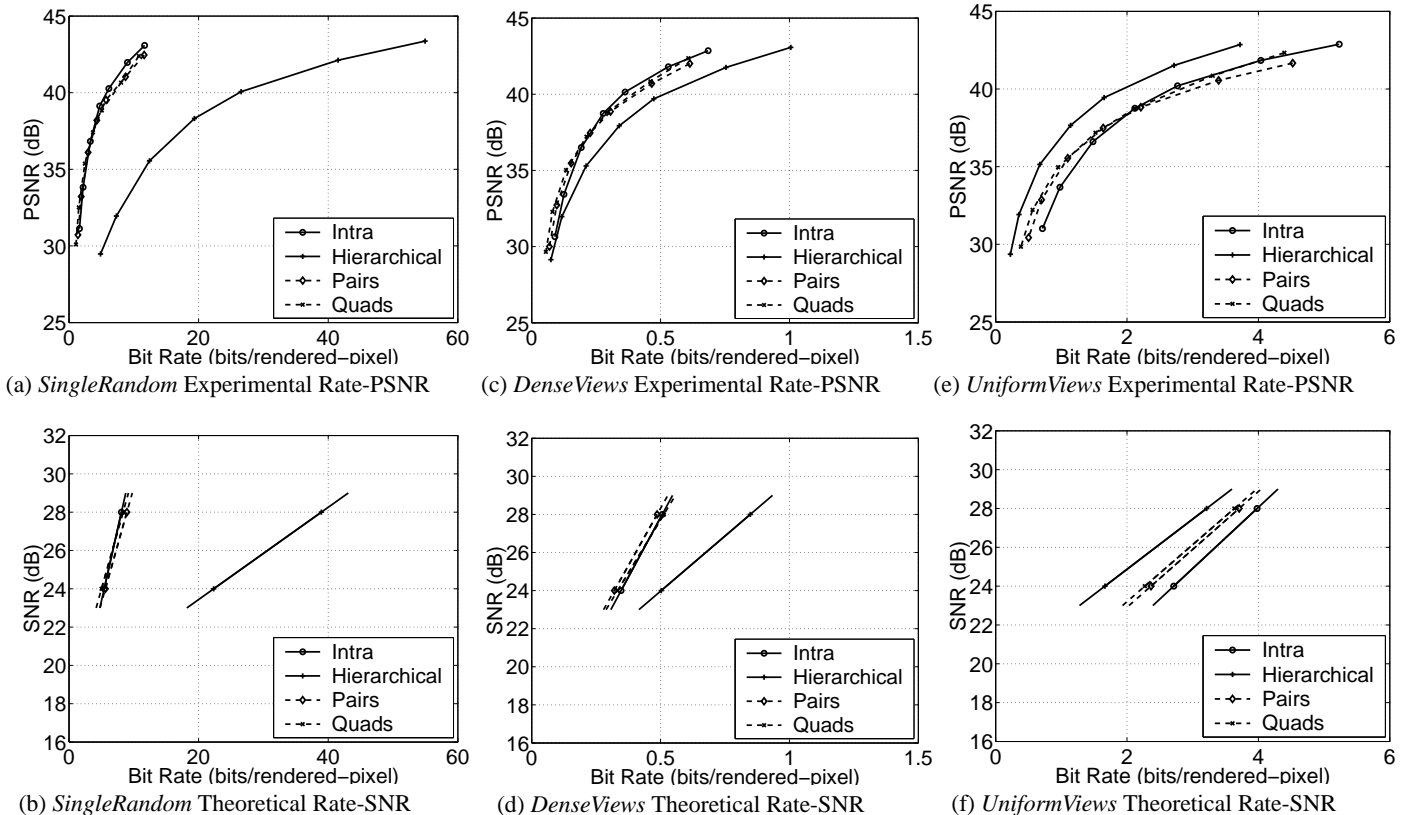 45
40
35
30
25
PSNR (dB)
0
20
40
60
Bit Rate (bits/rendered−pixel)
Intra
Hierarchical
Pairs
Quads
(a) SingleRandom Experimental Rate-PSNR
45
40
35
30
25
PSNR (dB)
0
0.5
1
1.5
Bit Rate (bits/rendered−pixel)
Intra
Hierarchical
Pairs
Quads
(c) DenseViews Experimental Rate-PSNR
45
40
35
30
25
PSNR (dB)
0
2
4
6
Bit Rate (bits/rendered−pixel)
Intra
Hierarchical
Pairs
Quads
(e) UniformViews Experimental Rate-PSNR
32
30
28
26
24
22
20
18
16
SNR (dB)
0
20
40
60
Bit Rate (bits/rendered−pixel)
Intra
Hierarchical
Pairs
Quads
(b) SingleRandom Theoretical Rate-SNR
32
30
28
26
24
22
20
18
16
SNR (dB)
0
0.5
1
1.5
Bit Rate (bits/rendered−pixel)
Intra
Hierarchical
Pairs
Quads
(d) DenseViews Theoretical Rate-SNR
32
30
28
26
24
22
20
18
16
SNR (dB)
0
2
4
6
Bit Rate (bits/rendered−pixel)
Intra
Hierarchical
Pairs
Quads
(f) UniformViews Theoretical Rate-SNR